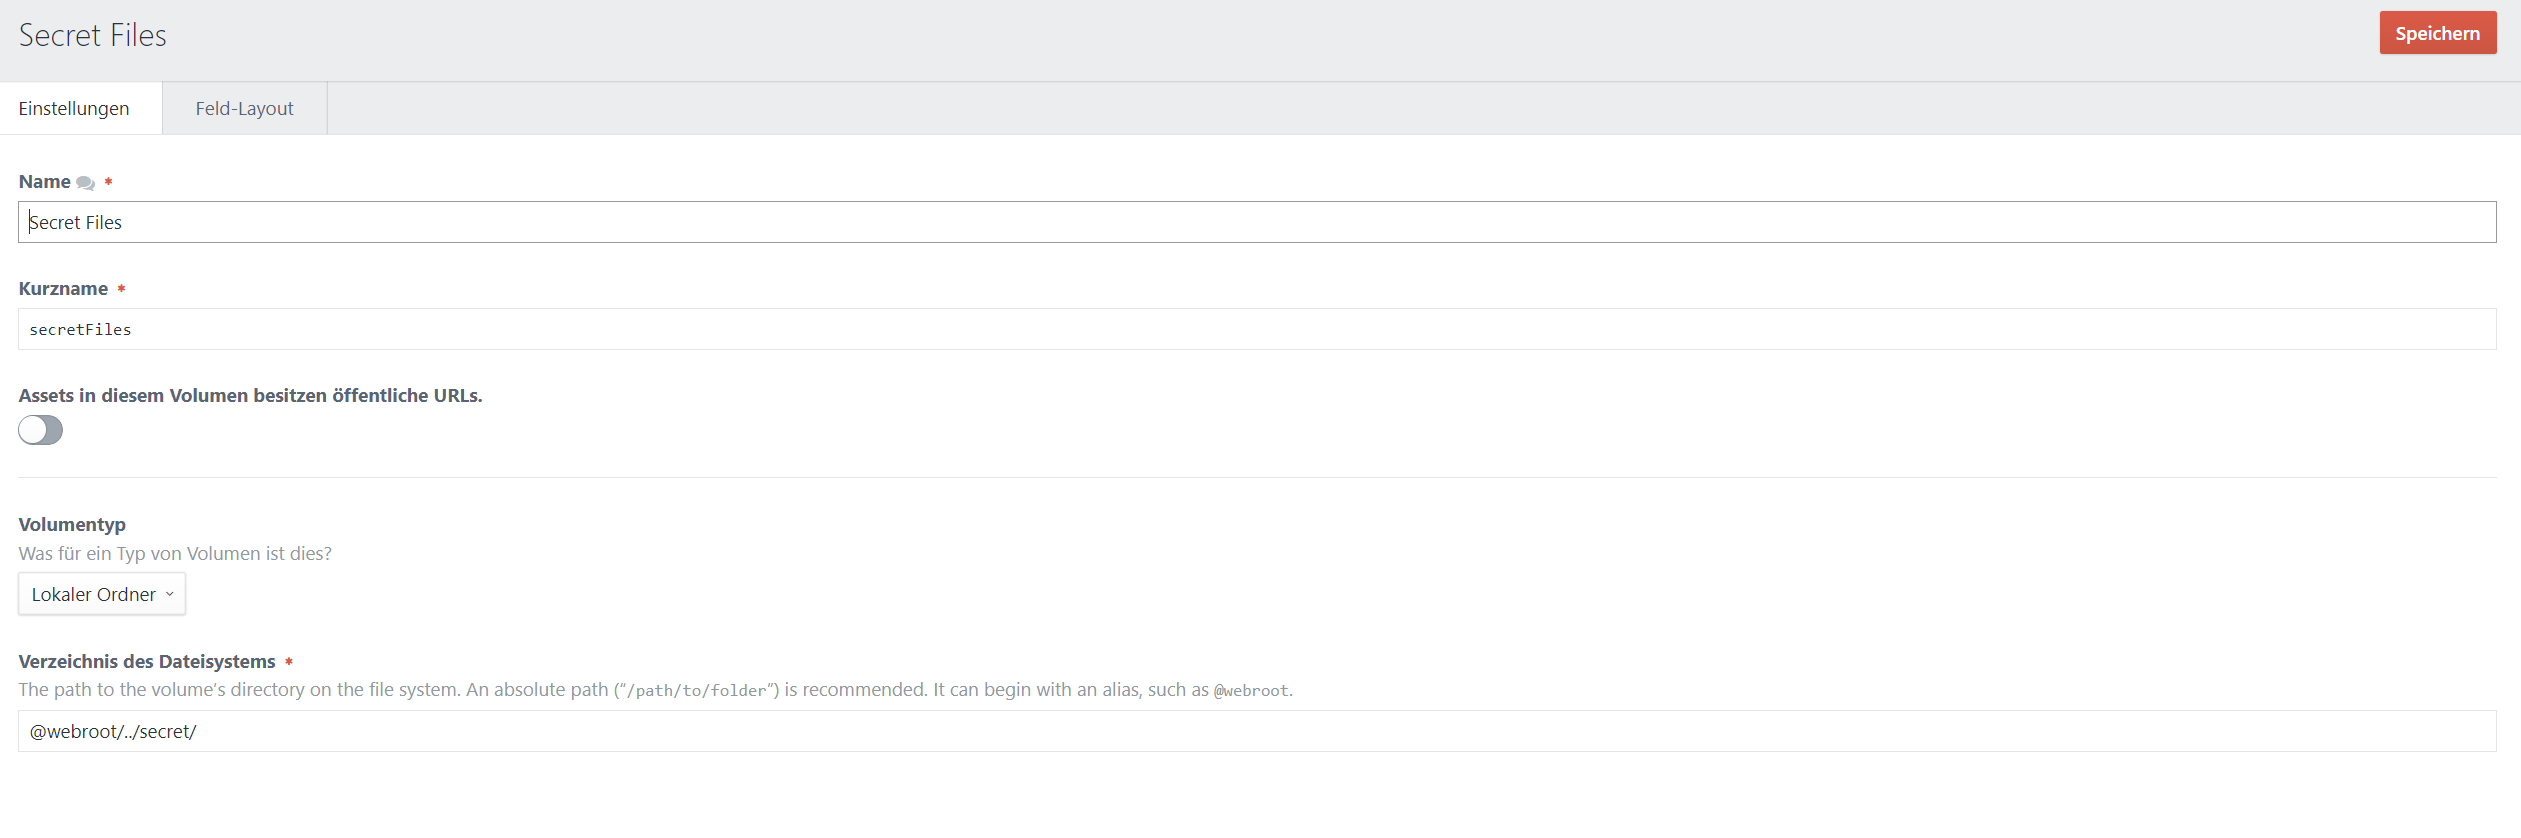 Secret Files
Speichern
Einstellungen
Feld-Layout
Name *
Secret Files
Kurzname *
secretFiles
Assets in diesem Volumen besitzen öffentliche URLs.
Volumentyp
Was für ein Typ von Volumen ist dies?
Lokaler Ordner
Verzeichnis des Dateisystems *
The path to the volume’s directory on the file system. An absolute path (“/path/to/folder”) is recommended. It can begin with an alias, such as @webroot.
@webroot/../secret/